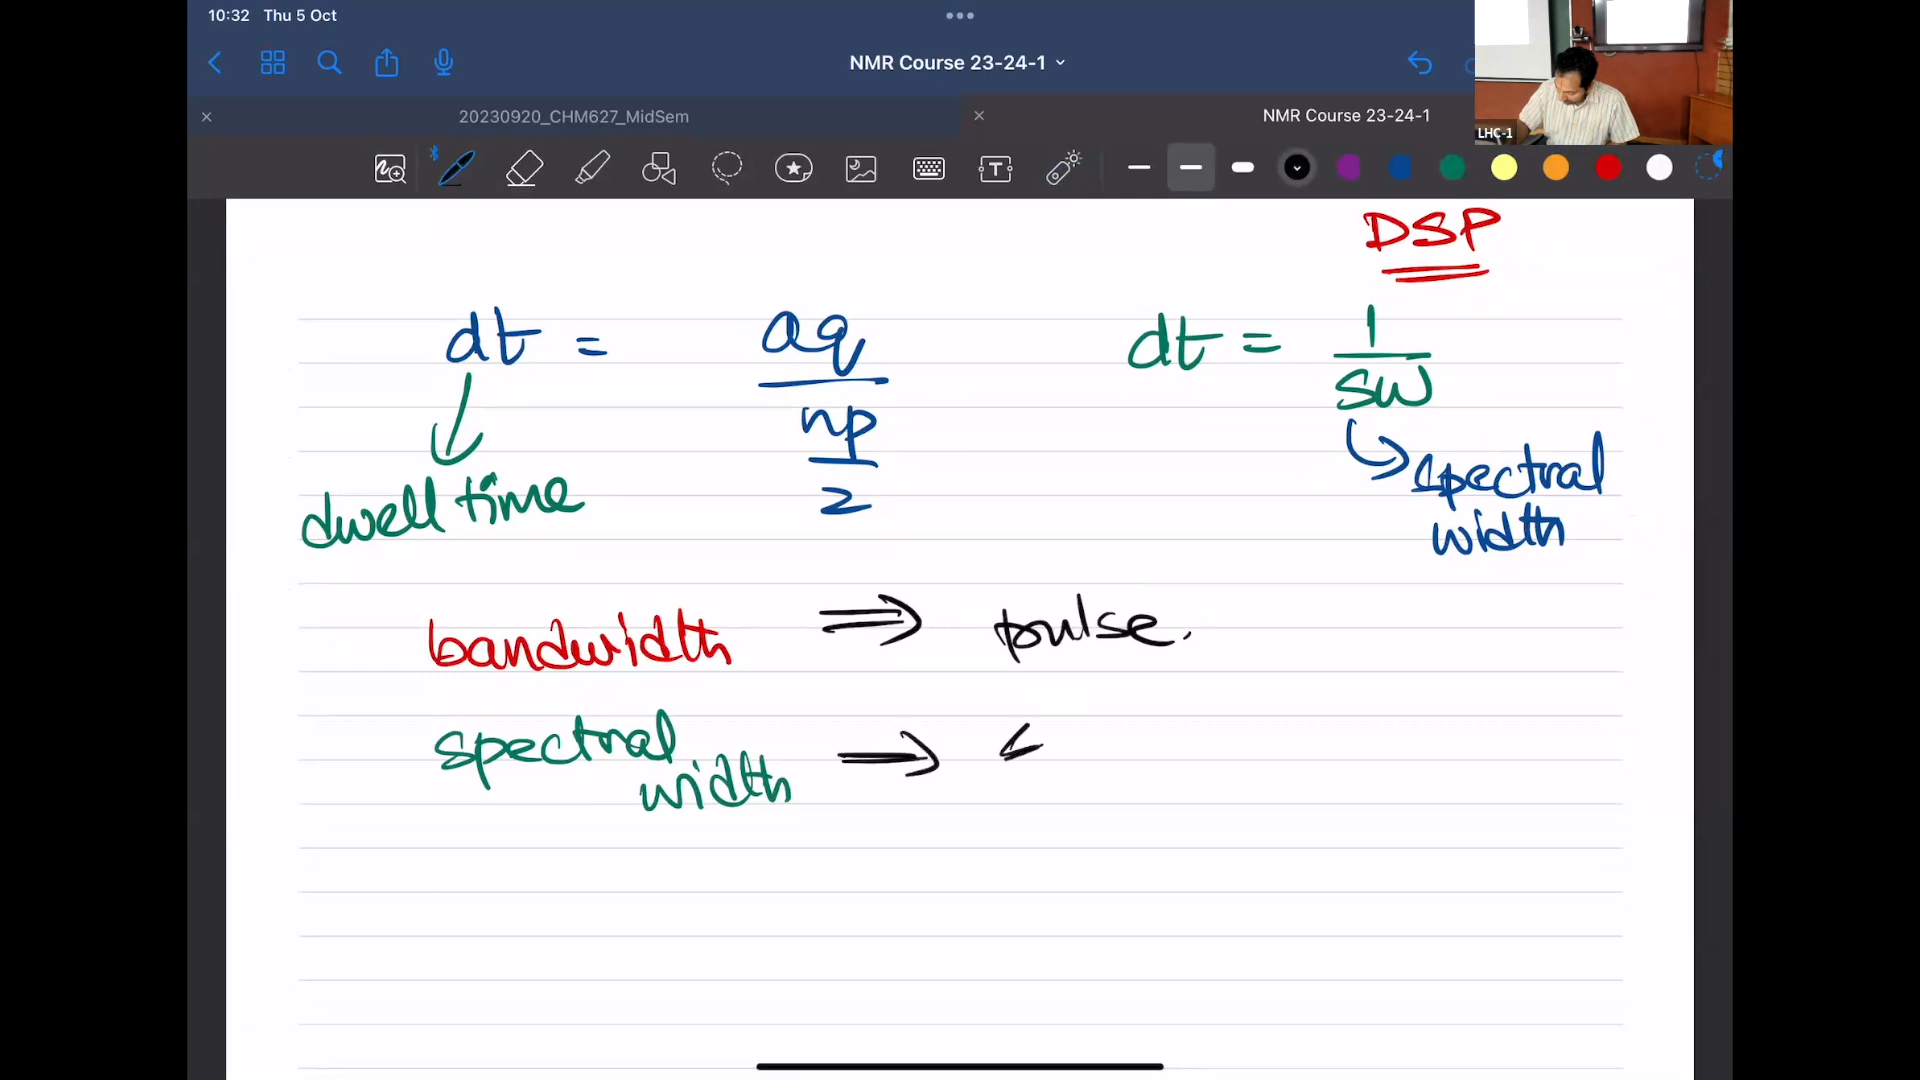 10:32 Thu 5 Oct
NMR Course 23-24-1
20230920_CHM627_MidSem
NMR Course 23-24-1
LHC-1
DSP
dt = aq
np
2
dwell time
dt = 1
sw
spectral
width
bandwidth ⇒ pulse.
spectral
width ⇒